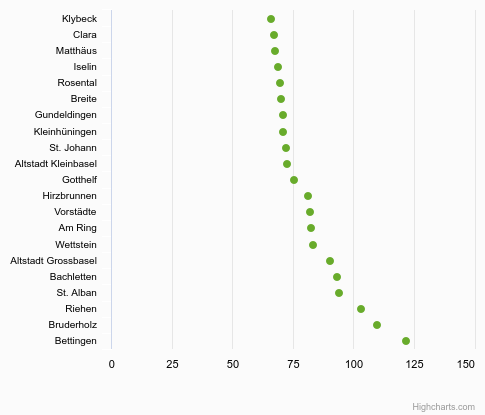 Klybeck
Clara
Matthäus
Iselin
Rosental
Breite
Gundeldingen
Kleinhüningen
St. Johann
Altstadt Kleinbasel
Gotthelf
Hirzbrunnen
Vorstädte
Am Ring
Wettstein
Altstadt Grossbasel
Bachletten
St. Alban
Riehen
Bruderholz
Bettingen
0 25 50 75 100 125 150
Highcharts.com